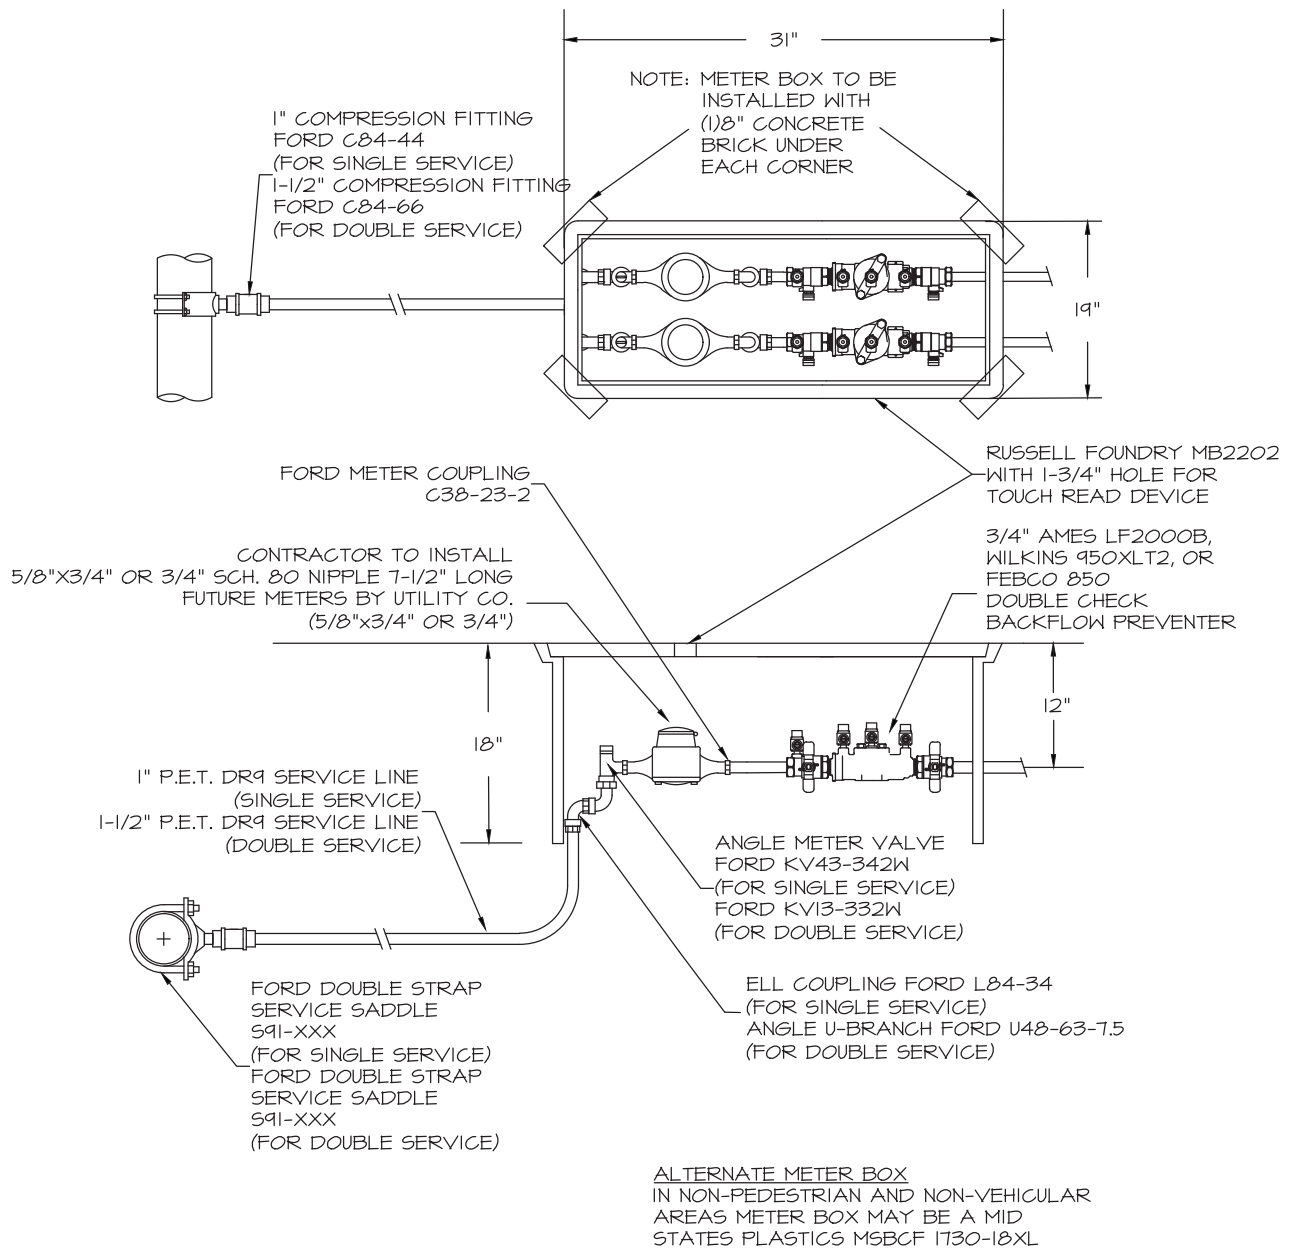 31"
NOTE: METER BOX TO BE
INSTALLED WITH
(1)8" CONCRETE
BRICK UNDER
EACH CORNER
1" COMPRESSION FITTING
FORD C84-44
(FOR SINGLE SERVICE)
1-1/2" COMPRESSION FITTING
FORD C84-66
(FOR DOUBLE SERVICE)
19"
RUSSELL FOUNDRY MB2202
WITH 1-3/4" HOLE FOR
TOUCH READ DEVICE
FORD METER COUPLING
C38-23-2
3/4" AMES LF2000B,
WILKINS 950XLT2, OR
FEBCO 850
DOUBLE CHECK
BACKFLOW PREVENTER
CONTRACTOR TO INSTALL
5/8"X3/4" OR 3/4" SCH. 80 NIPPLE 7-1/2" LONG
FUTURE METERS BY UTILITY CO.
(5/8"x3/4" OR 3/4")
12"
18"
1" P.E.T. DR9 SERVICE LINE
(SINGLE SERVICE)
1-1/2" P.E.T. DR9 SERVICE LINE
(DOUBLE SERVICE)
ANGLE METER VALVE
FORD KV43-342W
(FOR SINGLE SERVICE)
FORD KV13-332W
(FOR DOUBLE SERVICE)
ELL COUPLING FORD L84-34
(FOR SINGLE SERVICE)
ANGLE U-BRANCH FORD U48-63-7.5
(FOR DOUBLE SERVICE)
FORD DOUBLE STRAP
SERVICE SADDLE
S91-XXX
(FOR SINGLE SERVICE)
FORD DOUBLE STRAP
SERVICE SADDLE
S91-XXX
(FOR DOUBLE SERVICE)
ALTERNATE METER BOX
IN NON-PEDESTRIAN AND NON-VEHICULAR
AREAS METER BOX MAY BE A MID
STATES PLASTICS MSBCF 1730-18XL